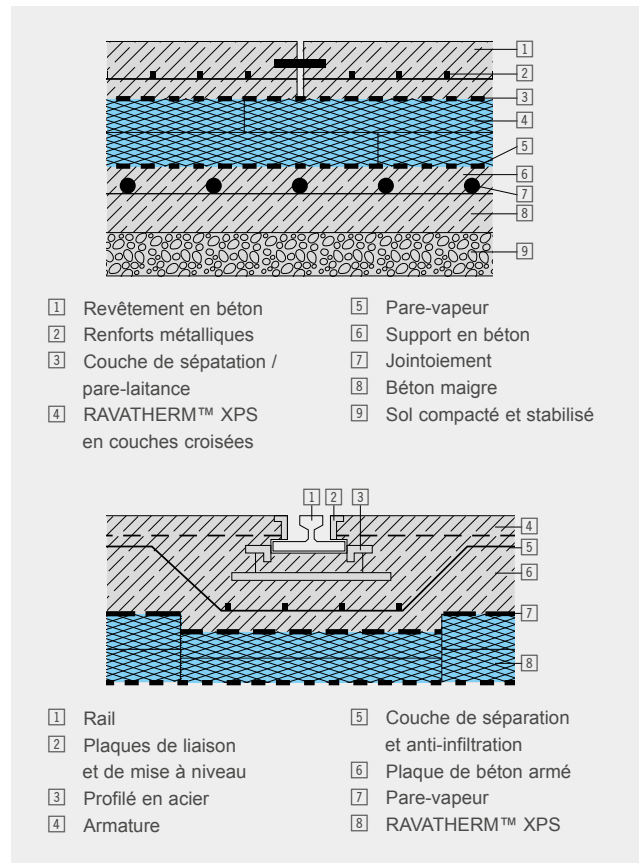 1
2
3
4
5
6
7
8
9
1 Revêtement en béton
2 Renforts métalliques
3 Couche de sépatation /
pare-laitance
4 RAVATHERM™ XPS
en couches croisées
5 Pare-vapeur
6 Support en béton
7 Jointoiement
8 Béton maigre
9 Sol compacté et stabilisé
1 2 3
4
5
6
7
8
1 Rail
2 Plaques de liaison
et de mise à niveau
3 Profilé en acier
4 Armature
5 Couche de séparation
et anti-infiltration
6 Plaque de béton armé
7 Pare-vapeur
8 RAVATHERM™ XPS